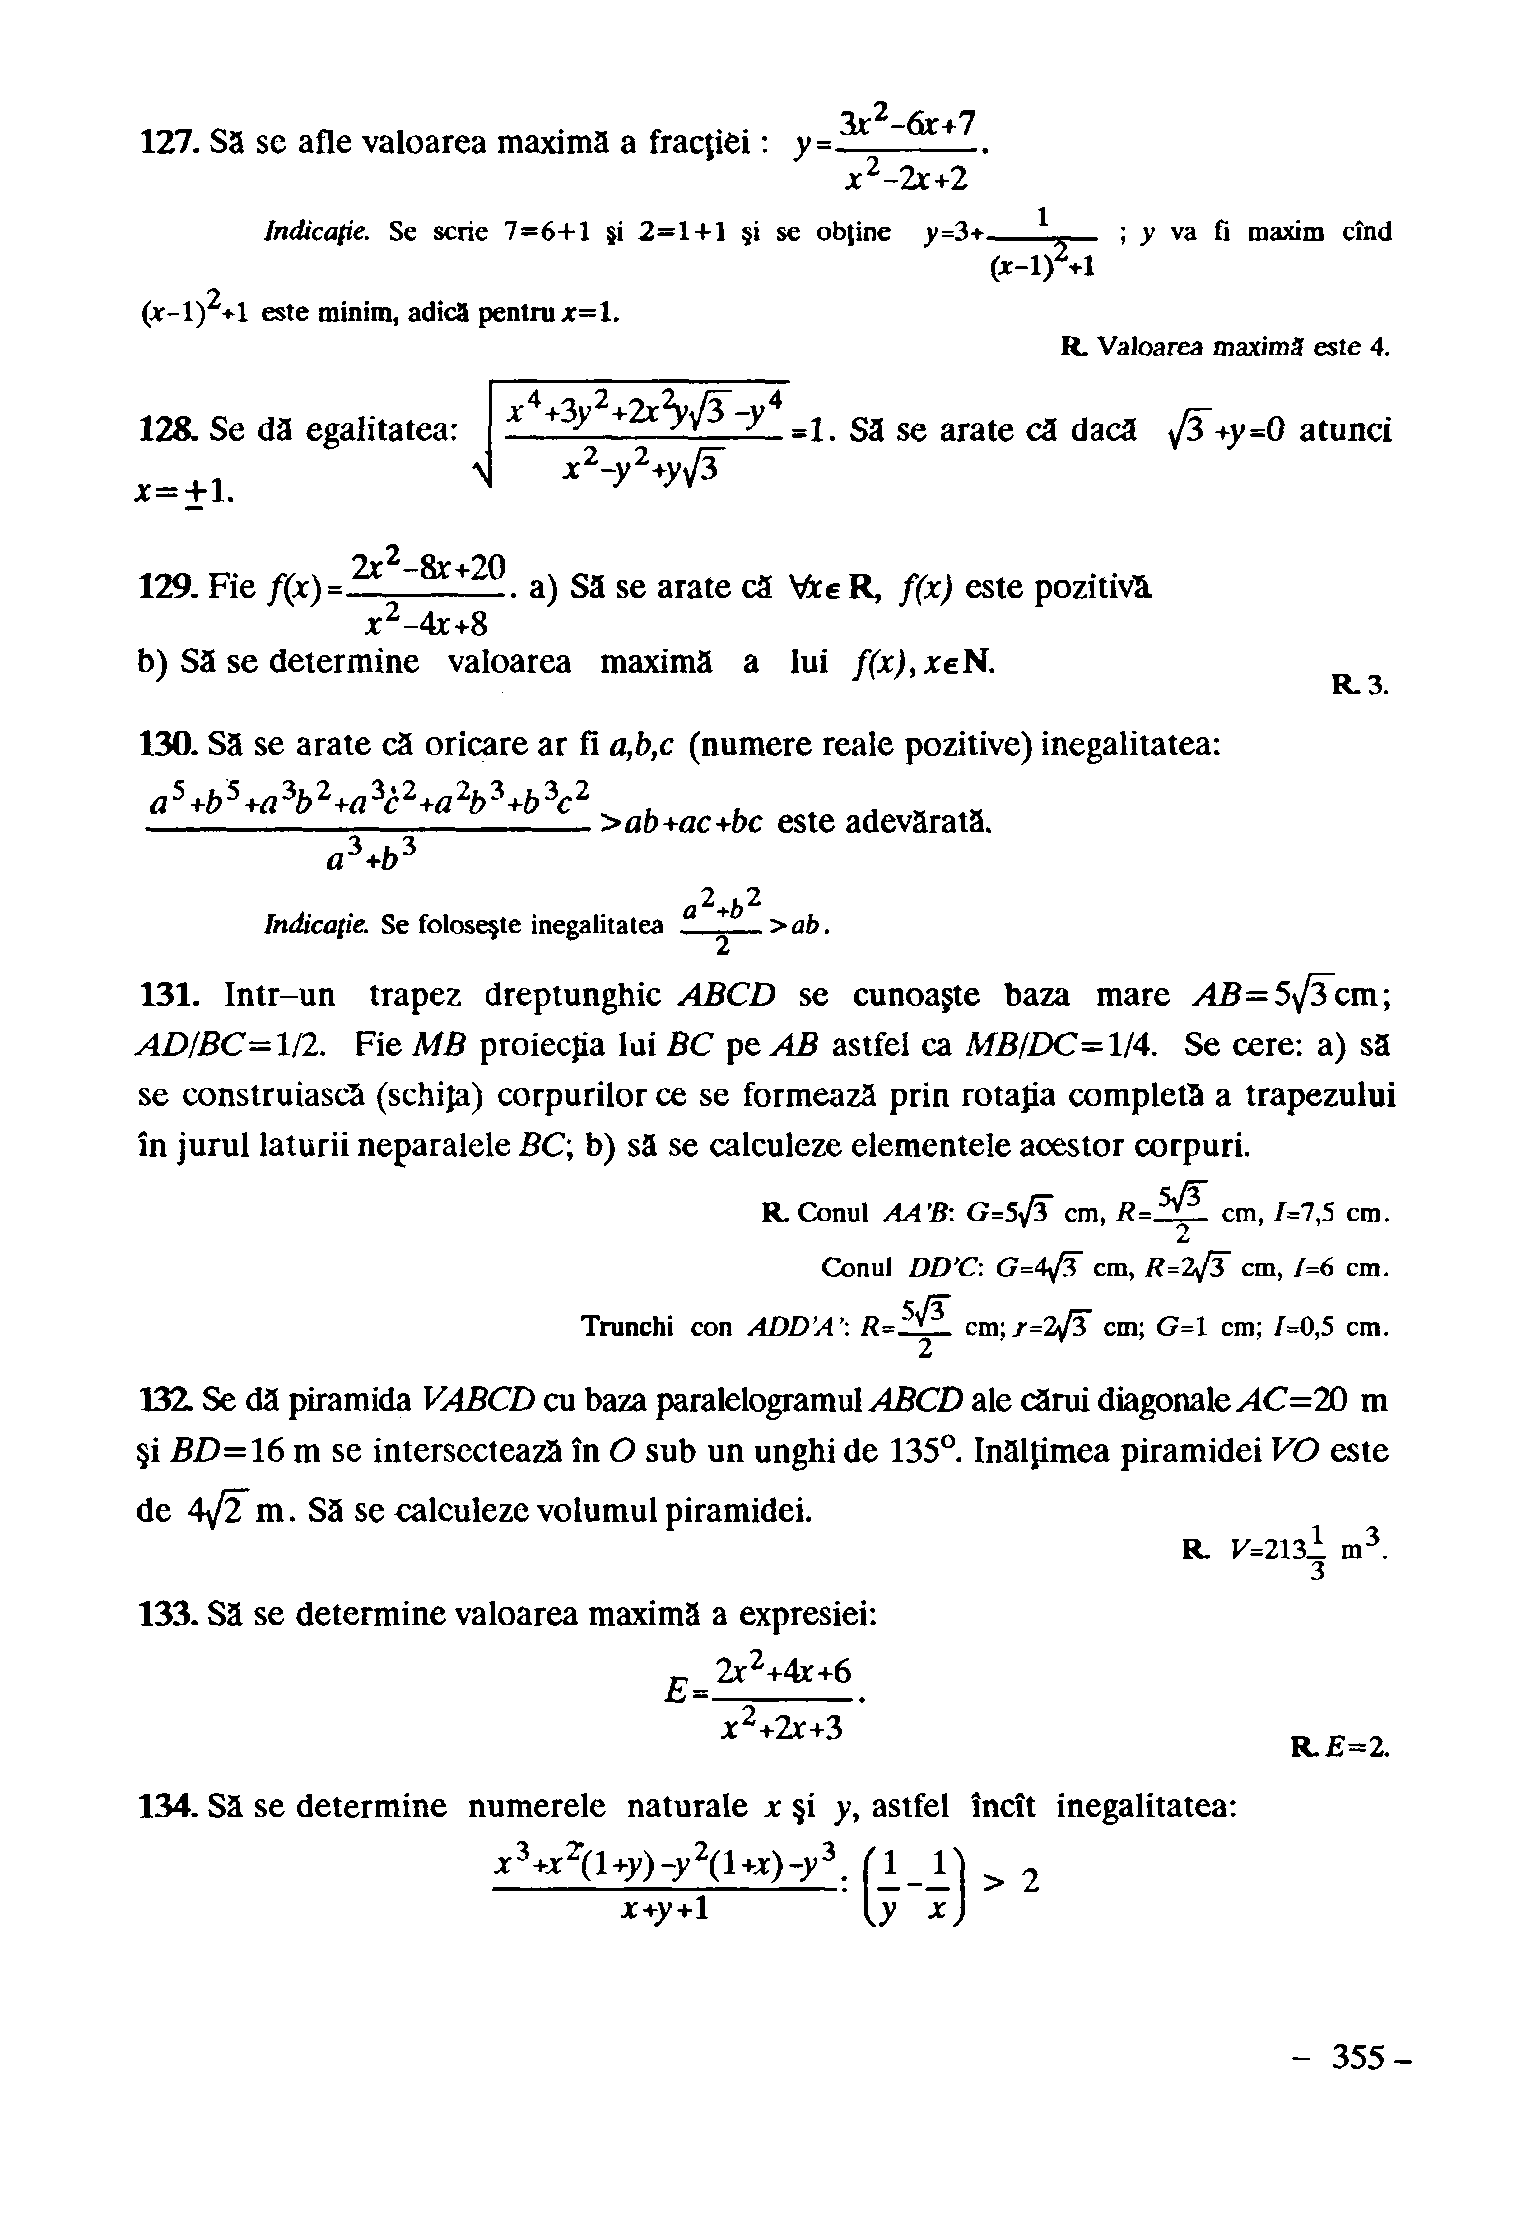 127. Să se afle valoarea maximă a fracţiei : y = (3x²-6x+7)/(x²-2x+2).
Indicaţie. Se scrie 7=6+1 şi 2=1+1 şi se obţine y=3+ 1/((x-1)²+1) ; y va fi maxim cînd
(x-1)²+1 este minim, adică pentru x=1.
R. Valoarea maximă este 4.
128. Se dă egalitatea: √((x⁴+3y²+2x²y√3-y⁴)/(x²-y²+y√3)) =1. Să se arate că dacă √3+y=0 atunci
x=±1.
129. Fie f(x)= (2x²-8x+20)/(x²-4x+8). a) Să se arate că ∀x∈R, f(x) este pozitivă
b) Să se determine valoarea maximă a lui f(x), x∈N.
R. 3.
130. Să se arate că oricare ar fi a,b,c (numere reale pozitive) inegalitatea:
(a⁵+b⁵+a³b²+a³c²+a²b³+b³c²)/(a³+b³) >ab+ac+bc este adevărată.
Indicaţie. Se foloseşte inegalitatea (a²+b²)/2 >ab.
131. Intr-un trapez dreptunghic ABCD se cunoaşte baza mare AB=5√3 cm;
AD/BC=1/2. Fie MB proiecţia lui BC pe AB astfel ca MB/DC=1/4. Se cere: a) să
se construiască (schiţa) corpurilor ce se formează prin rotaţia completă a trapezului
în jurul laturii neparalele BC; b) să se calculeze elementele acestor corpuri.
R. Conul AA'B: G=5√3 cm, R= 5√3/2 cm, I=7,5 cm.
Conul DD'C: G=4√3 cm, R=2√3 cm, I=6 cm.
Trunchi con ADD'A': R= 5√3/2 cm; r=2√3 cm; G=1 cm; I=0,5 cm.
132. Se dă piramida VABCD cu baza paralelogramul ABCD ale cărui diagonale AC=20 m
şi BD=16 m se intersectează în O sub un unghi de 135°. Inălţimea piramidei VO este
de 4√2 m. Să se calculeze volumul piramidei.
R. V=213 1/3 m³.
133. Să se determine valoarea maximă a expresiei:
E= (2x²+4x+6)/(x²+2x+3).
R. E=2.
134. Să se determine numerele naturale x şi y, astfel încît inegalitatea:
(x³+x²(1+y)-y²(1+x)-y³)/(x+y+1) : (1/y - 1/x) > 2
- 355 -